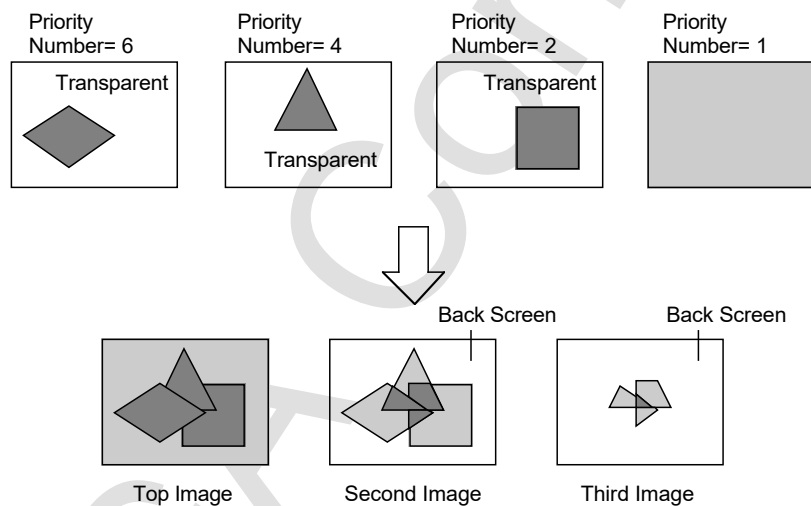 Priority
Number= 6
Priority
Number= 4
Priority
Number= 2
Priority
Number= 1
Transparent
Transparent
Transparent
Back Screen
Back Screen
Top Image
Second Image
Third Image